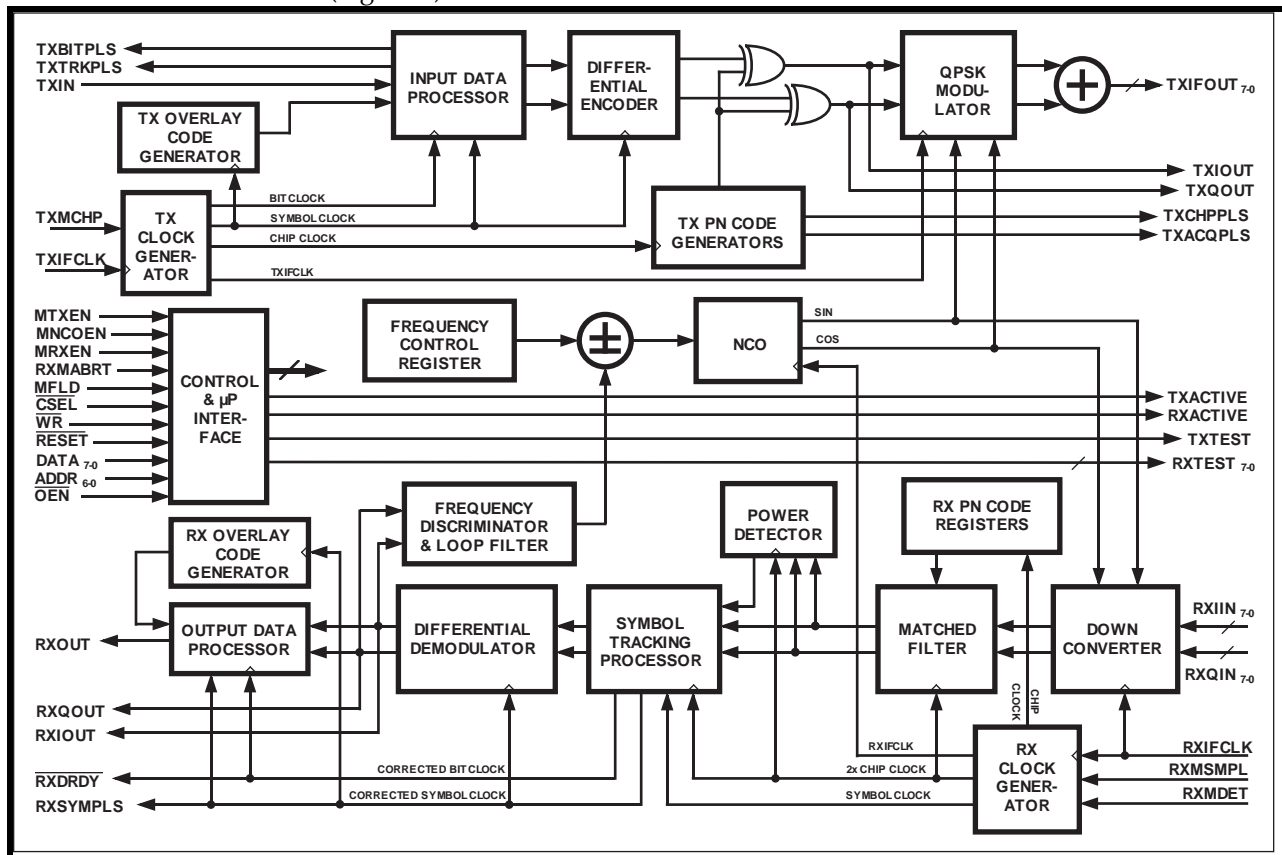 TXBITPLS
TXTRKPLS
TXIN
TX OVERLAY
CODE
GENERATOR
INPUT DATA
PROCESSOR
DIFFER-
ENTIAL
ENCODER
QPSK
MODU-
LATOR
+
TXIFOUT 7-0
TXIOUT
TXQOUT
TXMCHP
TXIFCLK
TX
CLOCK
GENER-
ATOR
BIT CLOCK
SYMBOL CLOCK
CHIP CLOCK
TXIFCLK
TX PN CODE
GENERATORS
TXCHPPLS
TXACQPLS
MTXEN
MNCOEN
MRXEN
RXMABRT
MFLD
CSEL
WR
RESET
DATA 7-0
ADDR 6-0
OEN
CONTROL
& µP
INTER-
FACE
FREQUENCY
CONTROL
REGISTER
±
NCO
SIN
COS
TXACTIVE
RXACTIVE
TXTEST
RXTEST 7-0
RX OVERLAY
CODE
GENERATOR
FREQUENCY
DISCRIMINATOR
& LOOP FILTER
POWER
DETECTOR
RX PN CODE
REGISTERS
RXOUT
OUTPUT DATA
PROCESSOR
DIFFERENTIAL
DEMODULATOR
SYMBOL
TRACKING
PROCESSOR
MATCHED
FILTER
DOWN
CONVERTER
RXIIN 7-0
RXQIN 7-0
RXQOUT
RXIOUT
RXDRDY
RXSYMPLS
CORRECTED BIT CLOCK
CORRECTED SYMBOL CLOCK
RXIFCLK
2x CHIP CLOCK
SYMBOL CLOCK
CHIP
CLOCK
RX
CLOCK
GENER-
ATOR
RXIFCLK
RXMSMPL
RXMDET